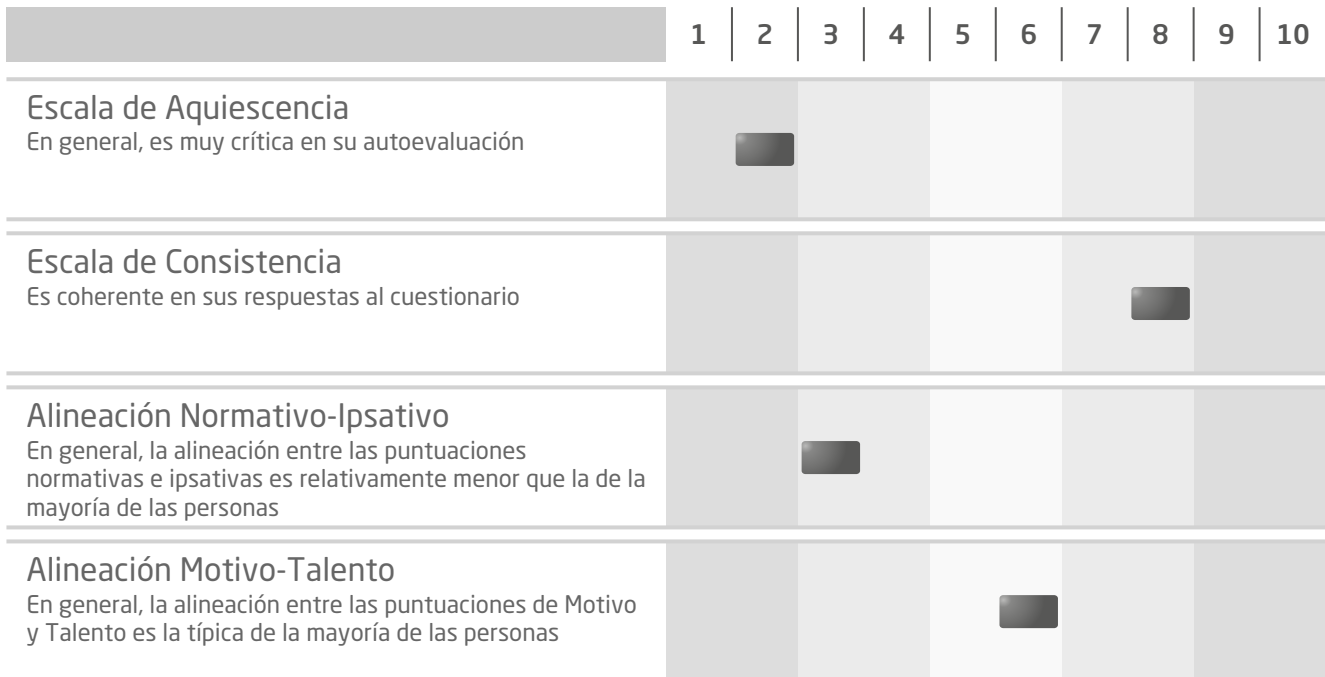 1 2 3 4 5 6 7 8 9 10
Escala de Aquiescencia
En general, es muy crítica en su autoevaluación
Escala de Consistencia
Es coherente en sus respuestas al cuestionario
Alineación Normativo-Ipsativo
En general, la alineación entre las puntuaciones
normativas e ipsativas es relativamente menor que la de la
mayoría de las personas
Alineación Motivo-Talento
En general, la alineación entre las puntuaciones de Motivo
y Talento es la típica de la mayoría de las personas